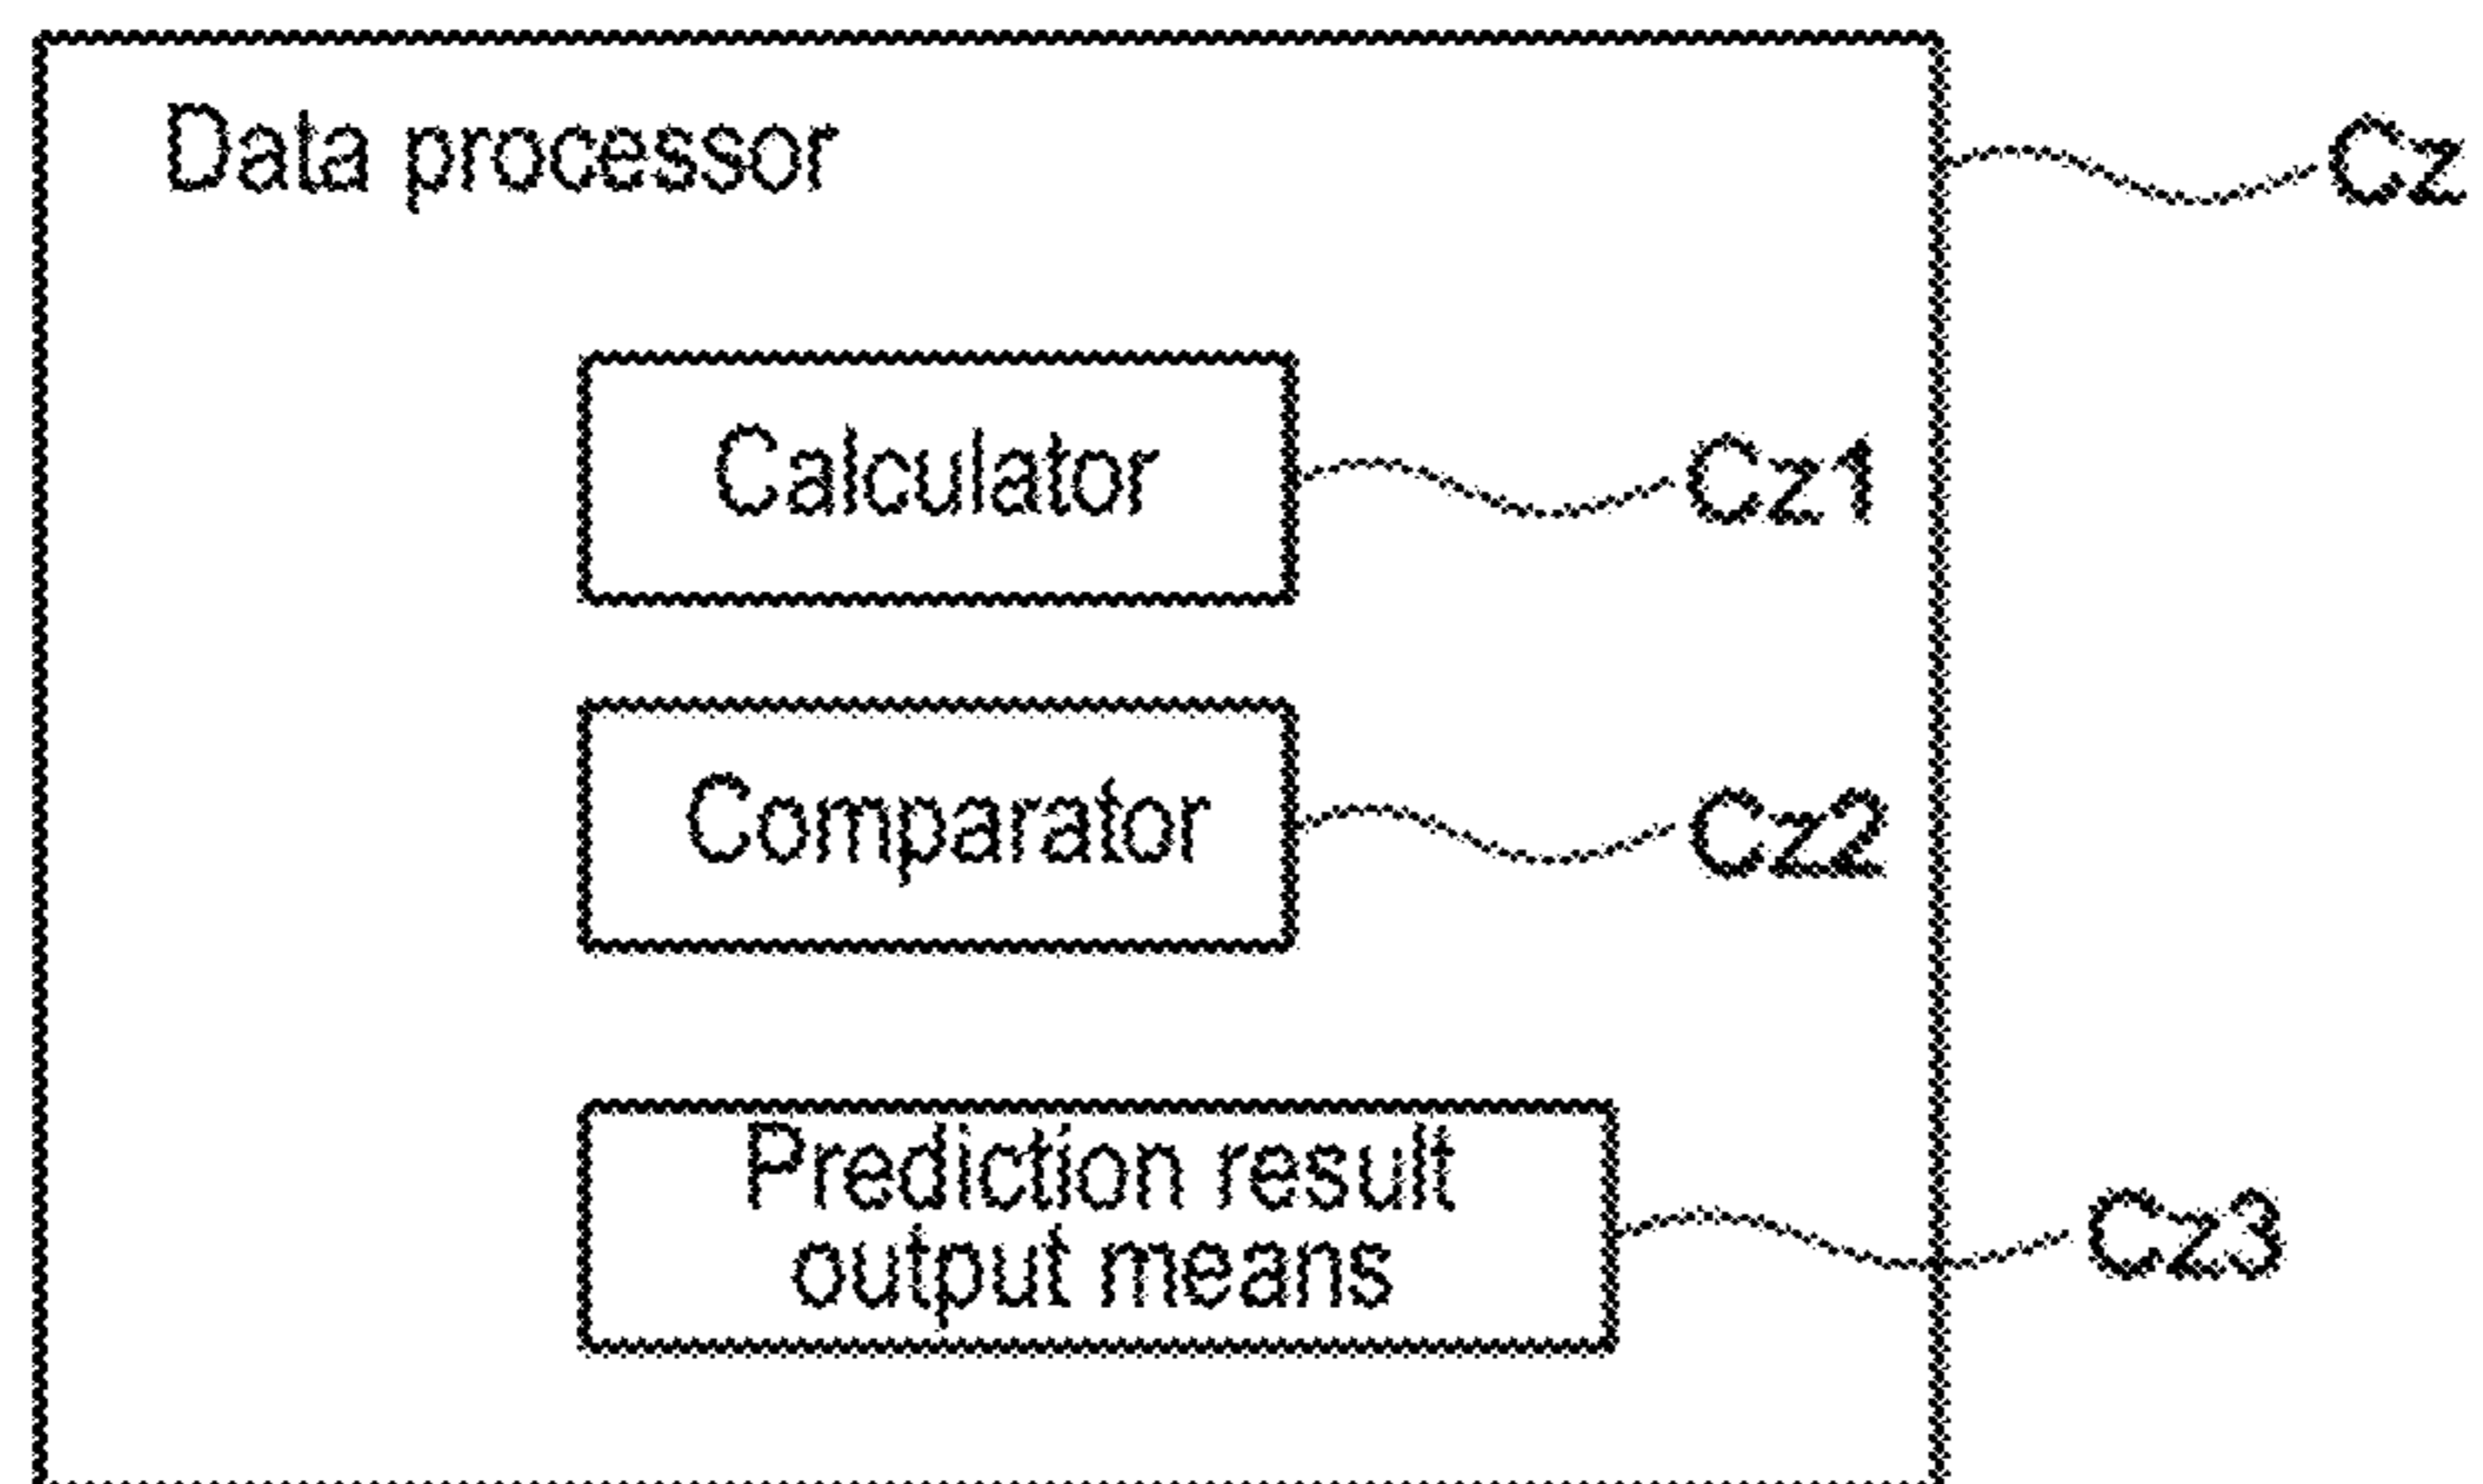 Data processor
Cz
Calculator
Cz1
Comparator
Cz2
Prediction result
output means
Cz3